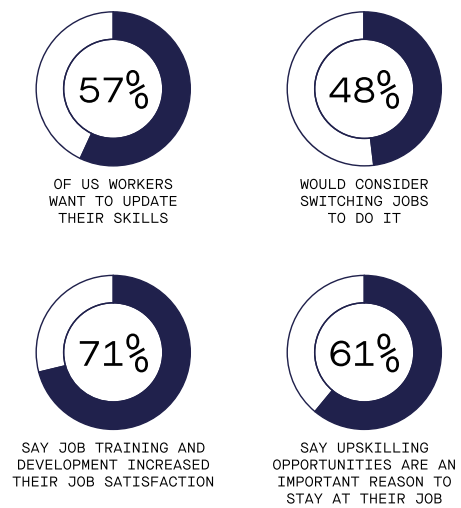 57%
OF US WORKERS
WANT TO UPDATE
THEIR SKILLS
48%
WOULD CONSIDER
SWITCHING JOBS
TO DO IT
71%
SAY JOB TRAINING AND
DEVELOPMENT INCREASED
THEIR JOB SATISFACTION
61%
SAY UPSKILLING
OPPORTUNITIES ARE AN
IMPORTANT REASON TO
STAY AT THEIR JOB